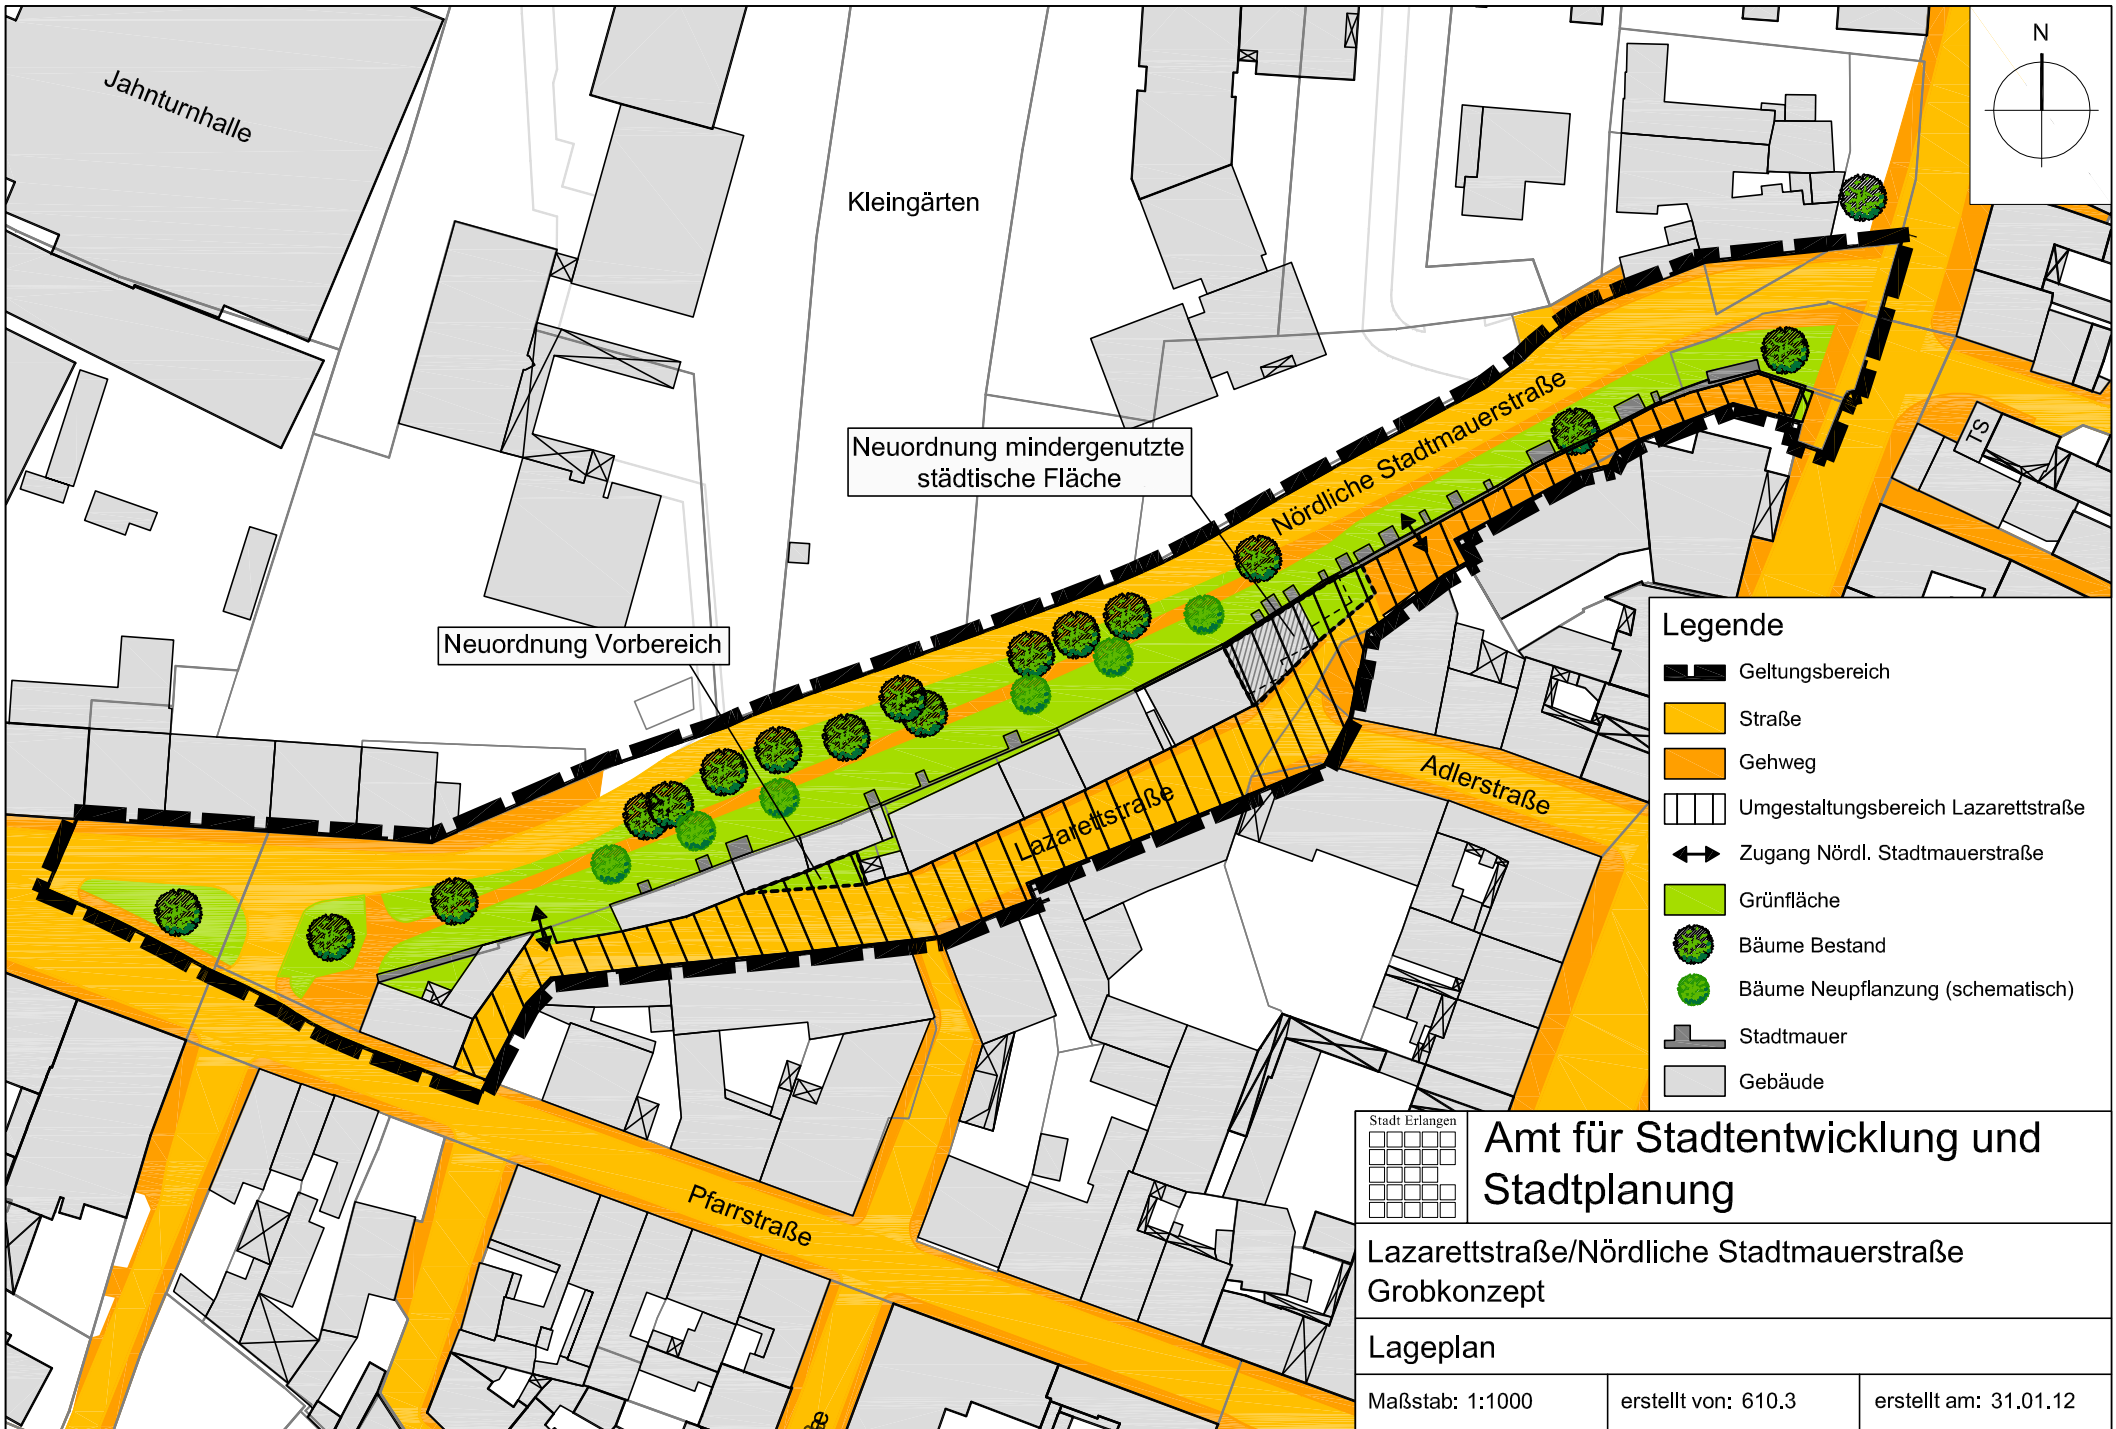 Jahnturnhalle
Kleingärten
N
Neuordnung mindergenutzte
städtische Fläche
Nördliche Stadtmauerstraße
TS
Neuordnung Vorbereich
Lazarettstraße
Adlerstraße
Pfarrstraße
Legende
Geltungsbereich
Straße
Gehweg
Umgestaltungsbereich Lazarettstraße
Zugang Nördl. Stadtmauerstraße
Grünfläche
Bäume Bestand
Bäume Neupflanzung (schematisch)
Stadtmauer
Gebäude
Stadt Erlangen
Amt für Stadtentwicklung und
Stadtplanung
Lazarettstraße/Nördliche Stadtmauerstraße
Grobkonzept
Lageplan
Maßstab: 1:1000
erstellt von: 610.3
erstellt am: 31.01.12